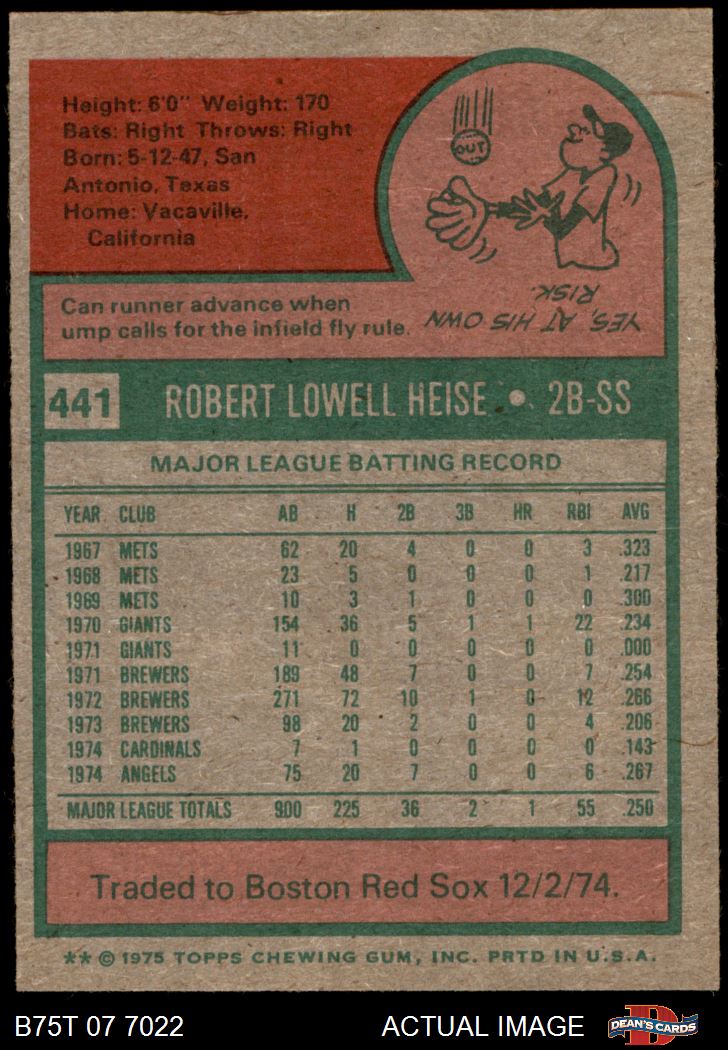 Height: 6'0" Weight: 170
Bats: Right Throws: Right
Born: 5-12-47, San
Antonio, Texas
Home: Vacaville,
California
OUT
Can runner advance when
ump calls for the infield fly rule.
YES, AT HIS OWN
RISK.
441 ROBERT LOWELL HEISE • 2B-SS
MAJOR LEAGUE BATTING RECORD
YEAR CLUB AB H 2B 3B HR RBI AVG
1967 METS 62 20 4 0 0 3 .323
1968 METS 23 5 0 0 0 1 .217
1969 METS 10 3 1 0 0 0 .300
1970 GIANTS 154 36 5 1 1 22 .234
1971 GIANTS 11 0 0 0 0 0 .000
1971 BREWERS 189 48 7 0 0 7 .254
1972 BREWERS 271 72 10 1 0 12 .266
1973 BREWERS 98 20 2 0 0 4 .206
1974 CARDINALS 7 1 0 0 0 0 .143
1974 ANGELS 75 20 7 0 0 6 .267
MAJOR LEAGUE TOTALS 900 225 36 2 1 55 .250
Traded to Boston Red Sox 12/2/74.
** © 1975 TOPPS CHEWING GUM, INC. PRTD IN U.S.A.
B75T 07 7022 ACTUAL IMAGE DEAN'S CARDS